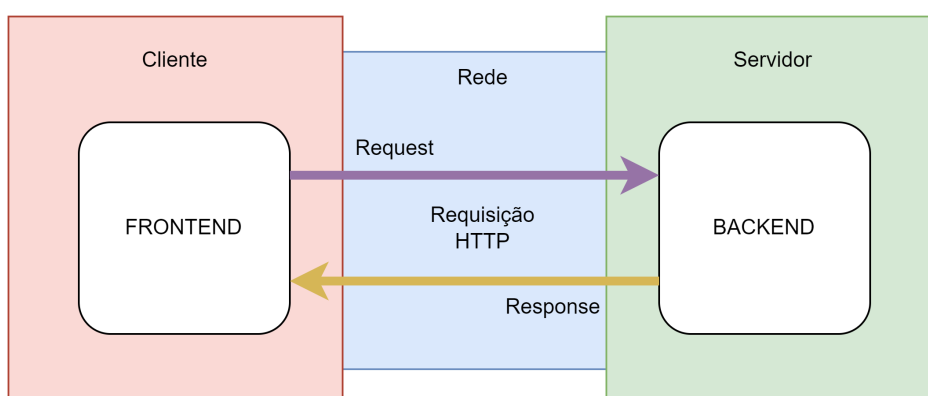 Cliente
Rede
Servidor
Request
FRONTEND
Requisição
HTTP
BACKEND
Response